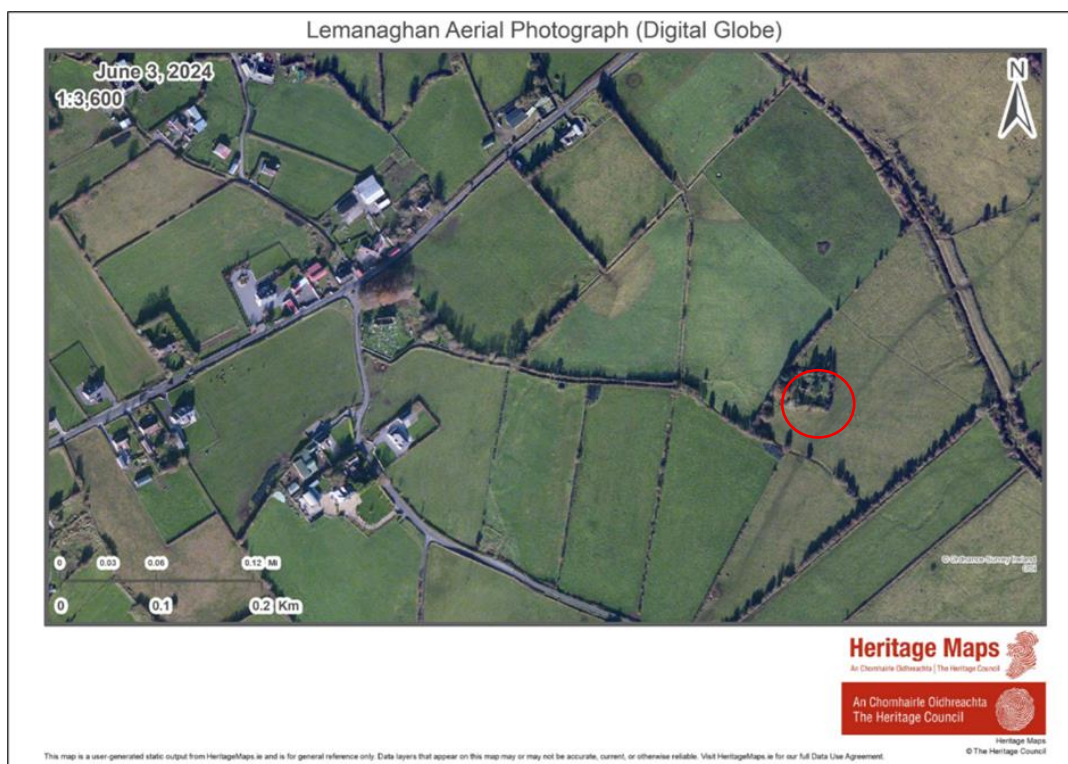 Lemanaghan Aerial Photograph (Digital Globe)
June 3, 2024
1:3,600
N
0 0.03 0.06 0.12 Mi
0 0.1 0.2 Km
© Ordnance Survey Ireland
Heritage Maps
An Chomhairle Oidhreachta | The Heritage Council
An Chomhairle Oidhreachta
The Heritage Council
Heritage Maps
© The Heritage Council
This map is a user-generated static output from HeritageMaps.ie and is for general reference only. Data layers that appear on this map may or may not be accurate, current, or otherwise reliable. Visit HeritageMaps.ie for our full Data Use Agreement.